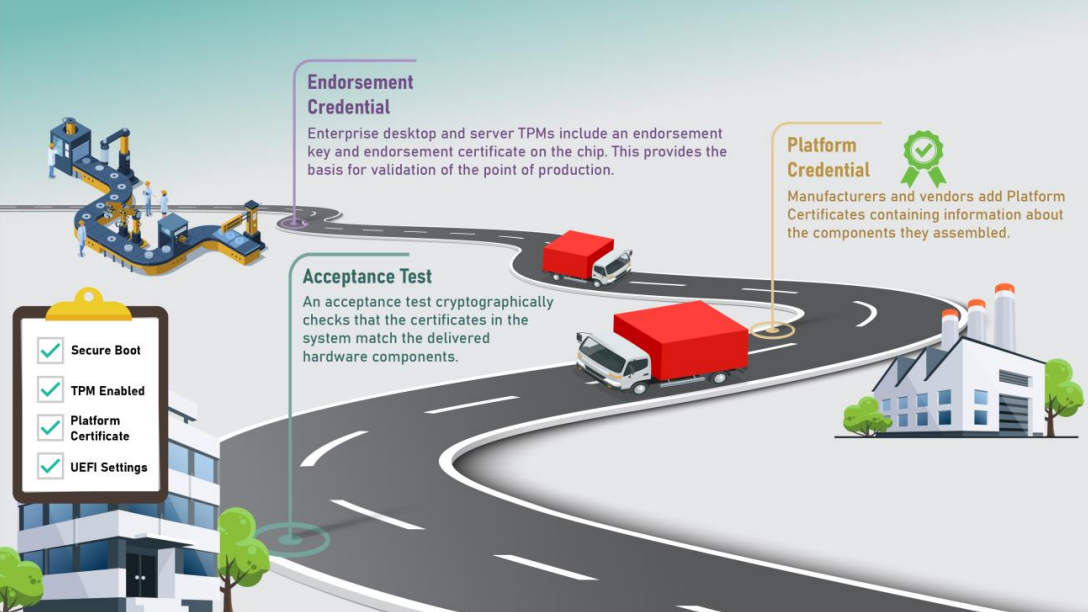 Endorsement
Credential
Enterprise desktop and server TPMs include an endorsement
key and endorsement certificate on the chip. This provides the
basis for validation of the point of production.
Platform
Credential
Manufacturers and vendors add Platform
Certificates containing information about
the components they assembled.
Acceptance Test
An acceptance test cryptographically
checks that the certificates in the
system match the delivered
hardware components.
Secure Boot
TPM Enabled
Platform
Certificate
UEFI Settings